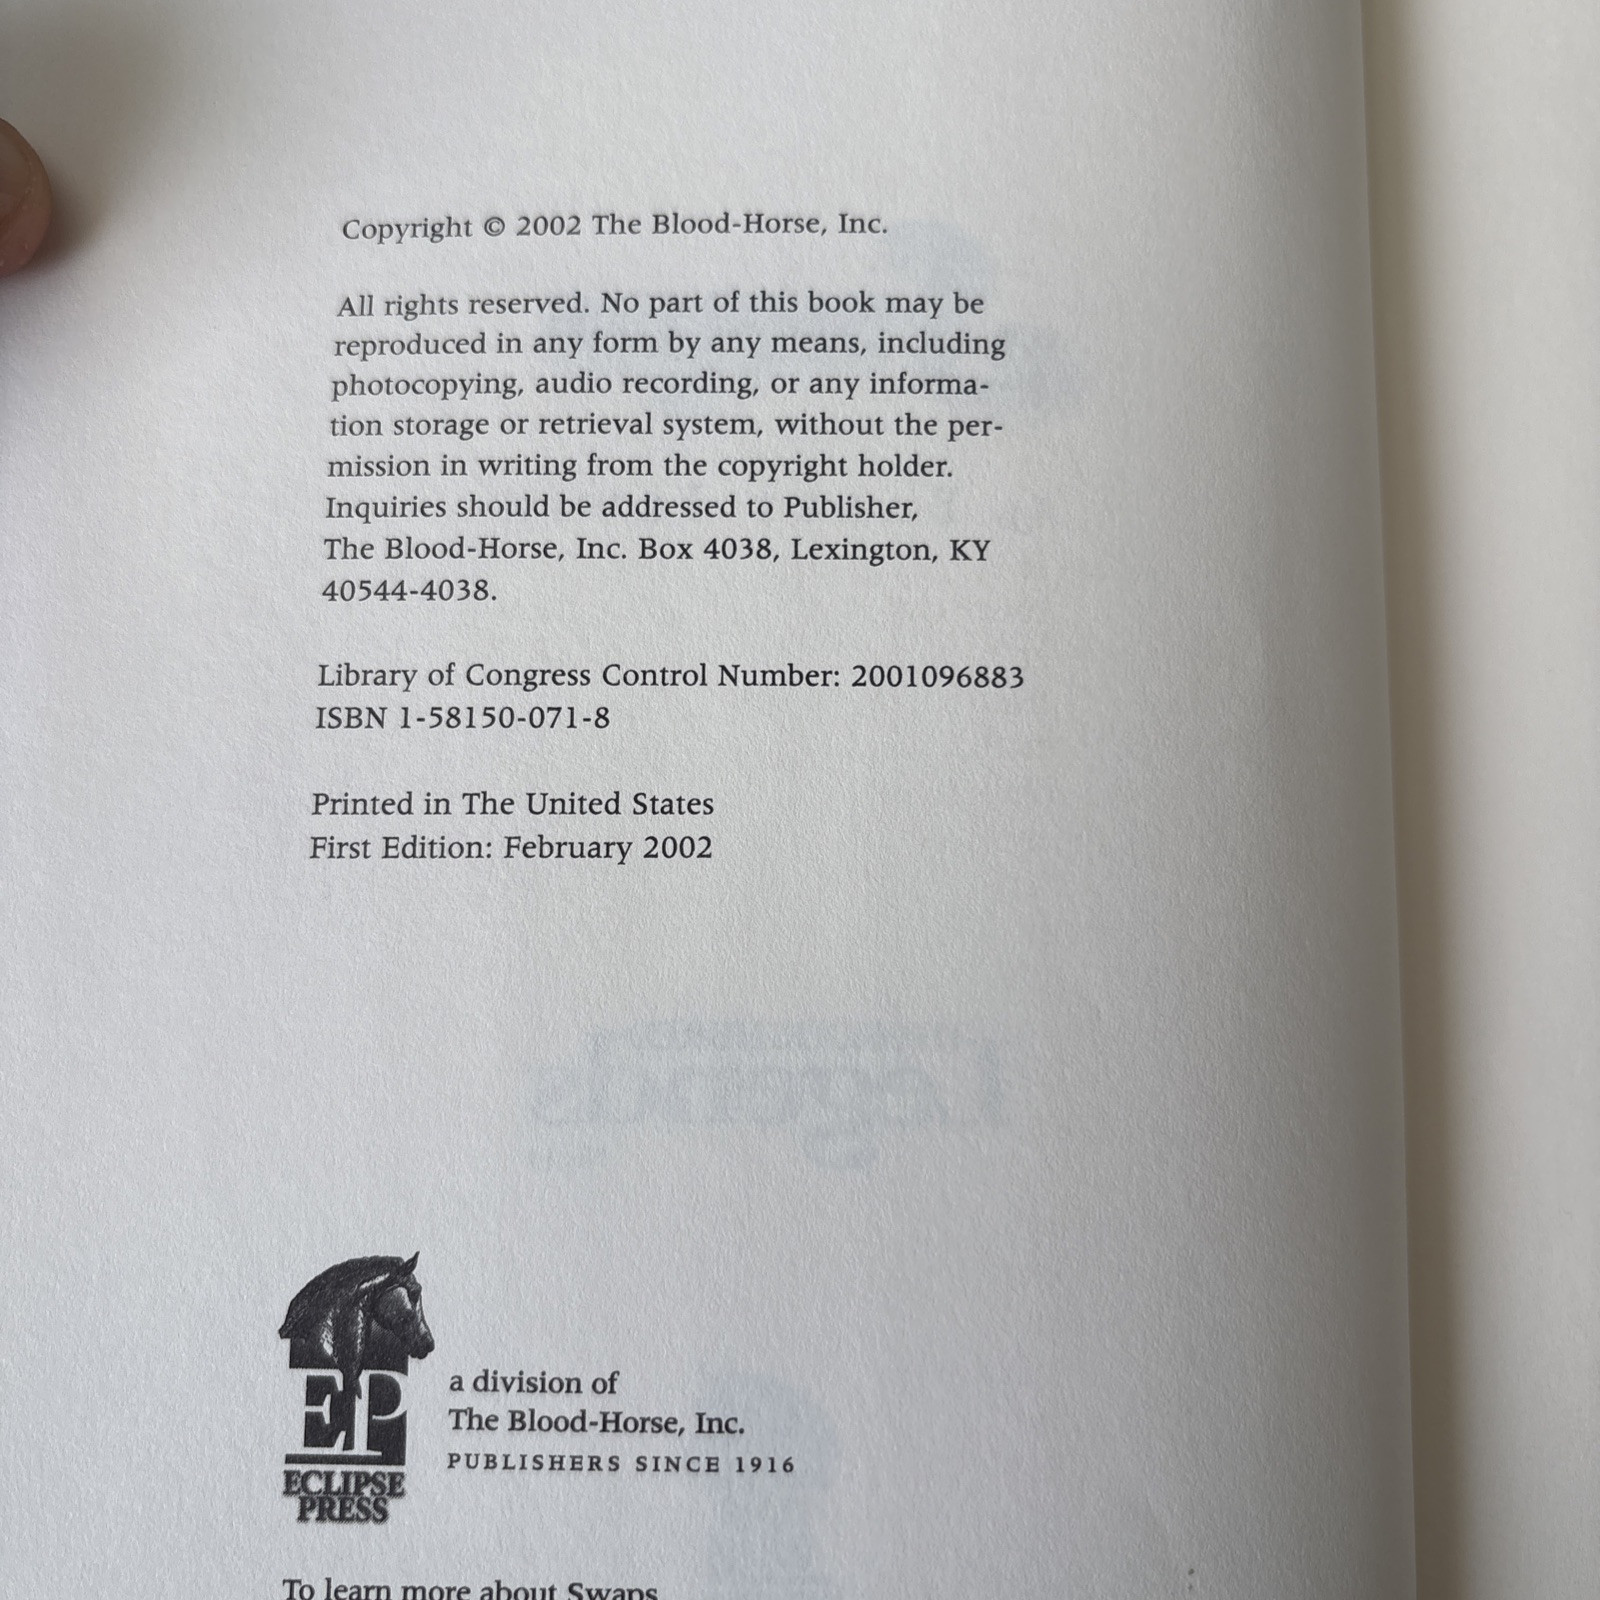 Copyright © 2002 The Blood-Horse, Inc.
All rights reserved. No part of this book may be
reproduced in any form by any means, including
photocopying, audio recording, or any informa-
tion storage or retrieval system, without the per-
mission in writing from the copyright holder.
Inquiries should be addressed to Publisher,
The Blood-Horse, Inc. Box 4038, Lexington, KY
40544-4038.
Library of Congress Control Number: 2001096883
ISBN 1-58150-071-8
Printed in The United States
First Edition: February 2002
EP
ECLIPSE
PRESS
a division of
The Blood-Horse, Inc.
PUBLISHERS SINCE 1916
To learn more about Swaps